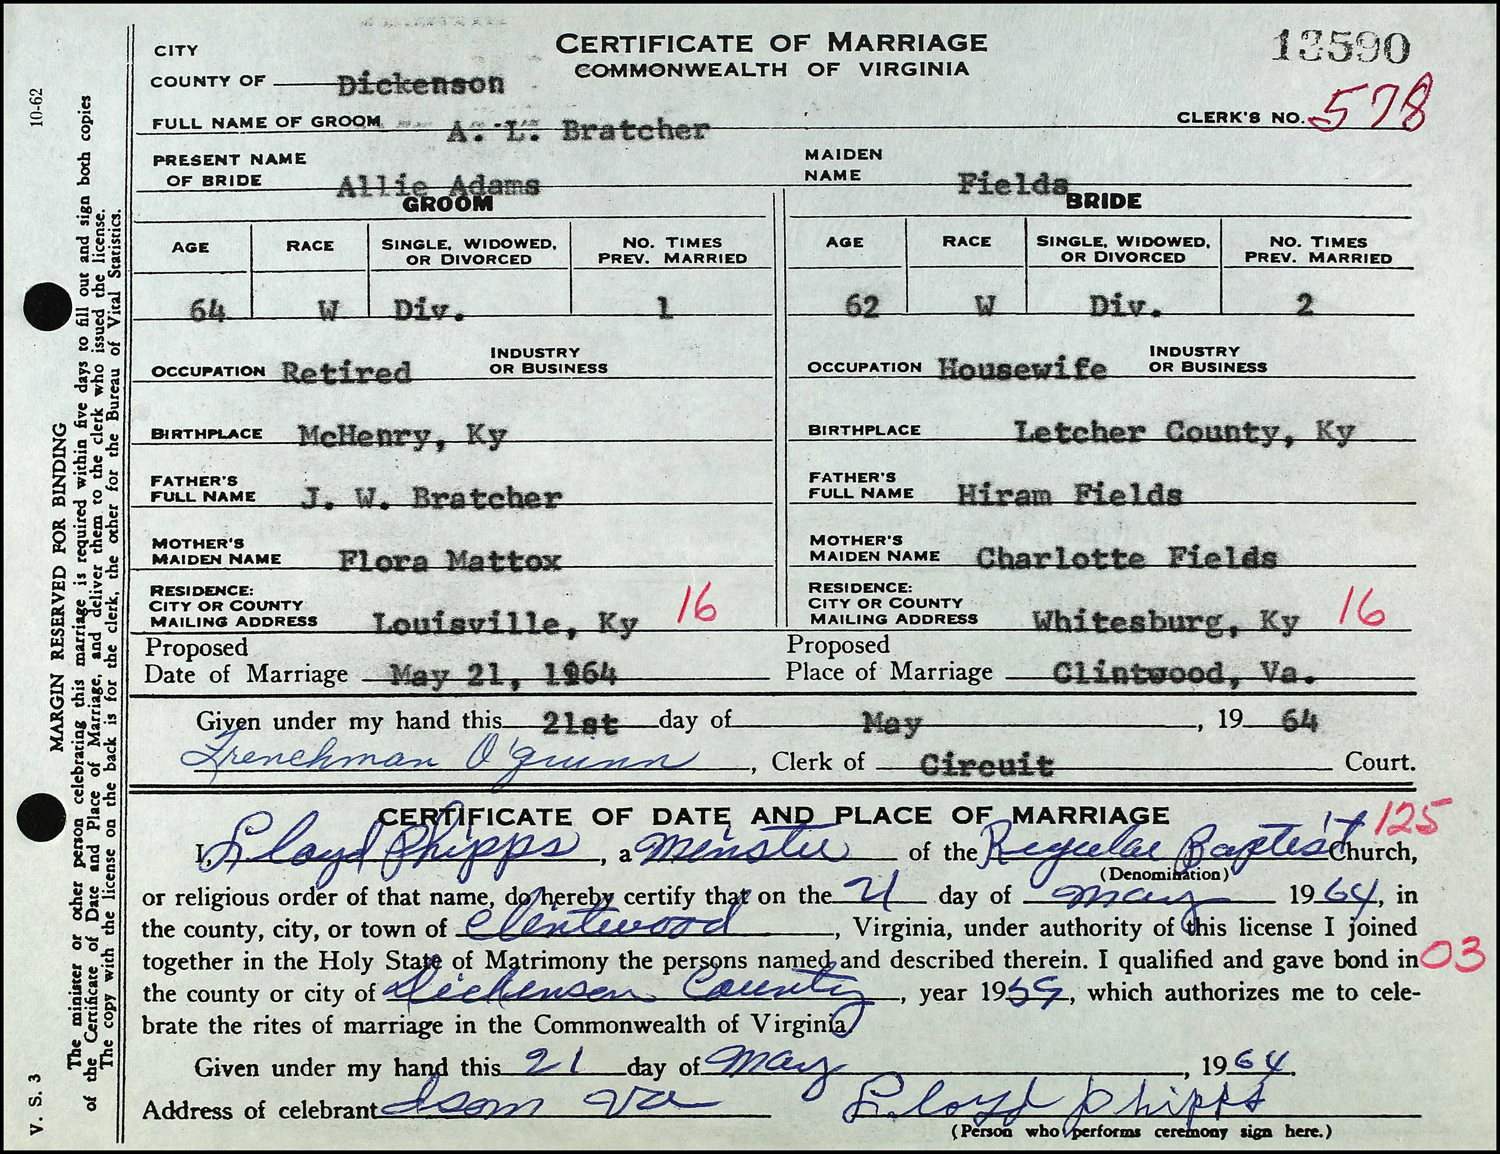 CERTIFICATE OF MARRIAGE
COMMONWEALTH OF VIRGINIA
13590
CITY
COUNTY OF Dickenson
CLERK'S NO. 578
FULL NAME OF GROOM A. L. Bratcher
PRESENT NAME OF BRIDE Allie Adams MAIDEN NAME Fields
GROOM BRIDE
AGE RACE SINGLE, WIDOWED, OR DIVORCED NO. TIMES PREV. MARRIED AGE RACE SINGLE, WIDOWED, OR DIVORCED NO. TIMES PREV. MARRIED
64 W Div. 1 62 W Div. 2
OCCUPATION Retired INDUSTRY OR BUSINESS OCCUPATION Housewife INDUSTRY OR BUSINESS
BIRTHPLACE McHenry, Ky BIRTHPLACE Letcher County, Ky
FATHER'S FULL NAME J. W. Bratcher FATHER'S FULL NAME Hiram Fields
MOTHER'S MAIDEN NAME Flora Mattox MOTHER'S MAIDEN NAME Charlotte Fields
RESIDENCE: CITY OR COUNTY MAILING ADDRESS Louisville, Ky 16 RESIDENCE: CITY OR COUNTY MAILING ADDRESS Whitesburg, Ky 16
Proposed Date of Marriage May 21, 1964 Proposed Place of Marriage Clintwood, Va.
Given under my hand this 21st day of May, 19 64
Frenchman O'Quinn, Clerk of Circuit Court.
CERTIFICATE OF DATE AND PLACE OF MARRIAGE 125
I, Lloyd Phipps, a Minster of the Regular Baptist Church,
(Denomination)
or religious order of that name, do hereby certify that on the 21 day of May 1964, in
the county, city, or town of Clintwood, Virginia, under authority of this license I joined
together in the Holy State of Matrimony the persons named and described therein. I qualified and gave bond in 03
the county or city of Dickenson County, year 1959, which authorizes me to cele-
brate the rites of marriage in the Commonwealth of Virginia.
Given under my hand this 21 day of May, 1964.
Address of celebrant Isom Va Lloyd Phipps
(Person who performs ceremony sign here.)
10-62
MARGIN RESERVED FOR BINDING
V. S. 3
The minister or other person celebrating this marriage is required within five days to fill out and sign both copies
of the Certificate of Date and Place of Marriage, and deliver them to the clerk who issued the license.
The copy with the license on the back is for the clerk, the other for the Bureau of Vital Statistics.